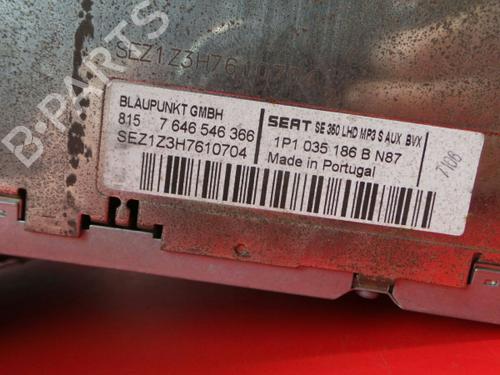 B-PARTS
SEZ1Z3H7610704
BLAUPUNKT GMBH
815 7 646 546 366
SEZ1Z3H7610704
SEAT SE 350 LHD MP3 S AUX BVX
1P1 035 186 B N87
Made in Portugal
7106